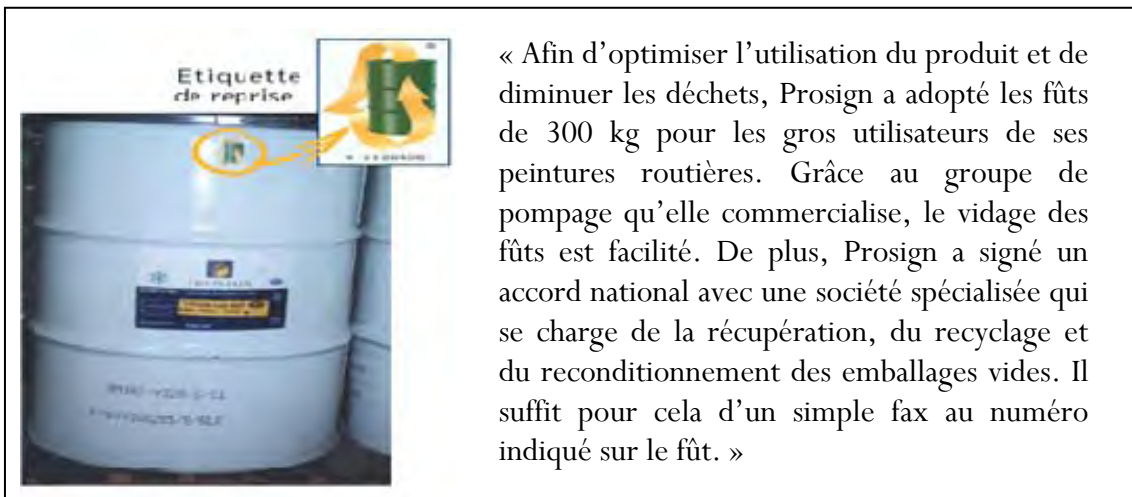 Etiquette
de reprise
« Afin d’optimiser l’utilisation du produit et de
diminuer les déchets, Prosign a adopté les fûts
de 300 kg pour les gros utilisateurs de ses
peintures routières. Grâce au groupe de
pompage qu’elle commercialise, le vidage des
fûts est facilité. De plus, Prosign a signé un
accord national avec une société spécialisée qui
se charge de la récupération, du recyclage et
du reconditionnement des emballages vides. Il
suffit pour cela d’un simple fax au numéro
indiqué sur le fût. »